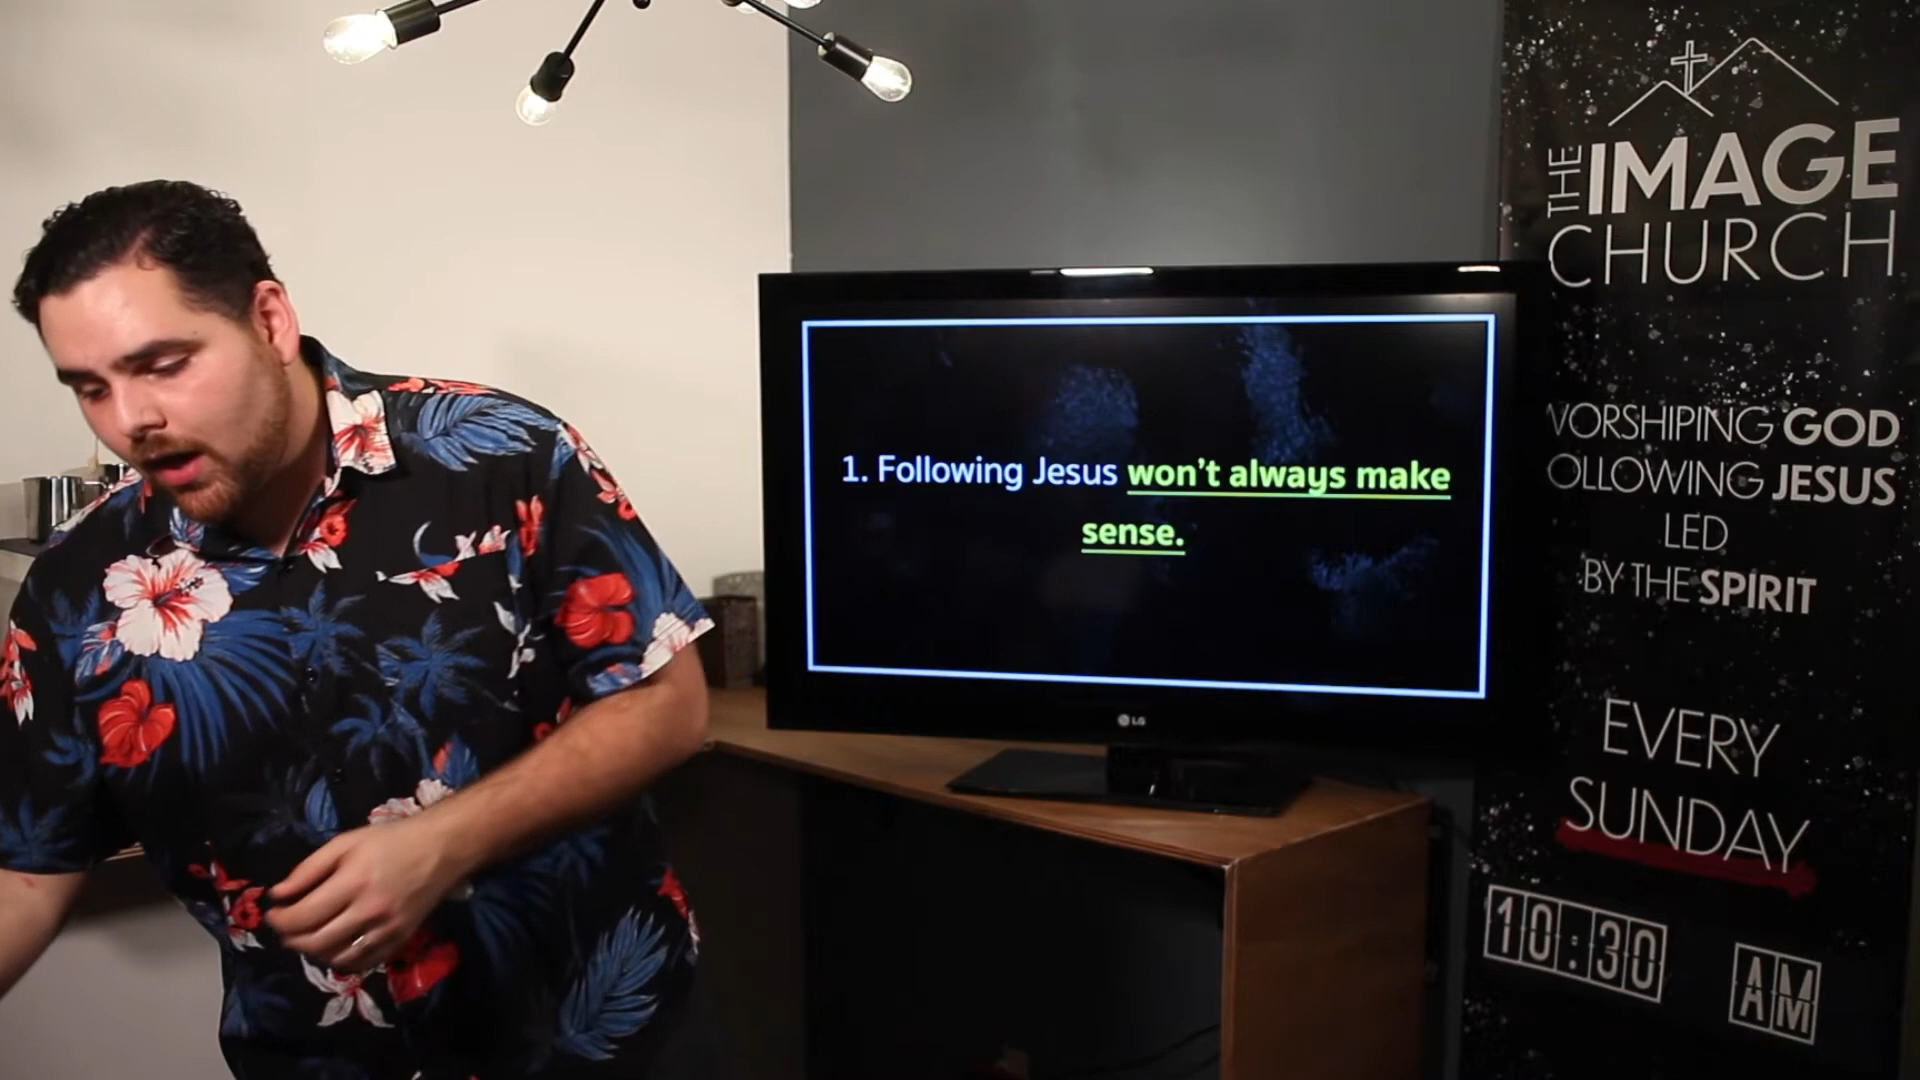 1. Following Jesus won't always make
sense.
LG
THE IMAGE
CHURCH
WORSHIPING GOD
OLLOWING JESUS
LED
BY THE SPIRIT
EVERY
SUNDAY
10:30 AM